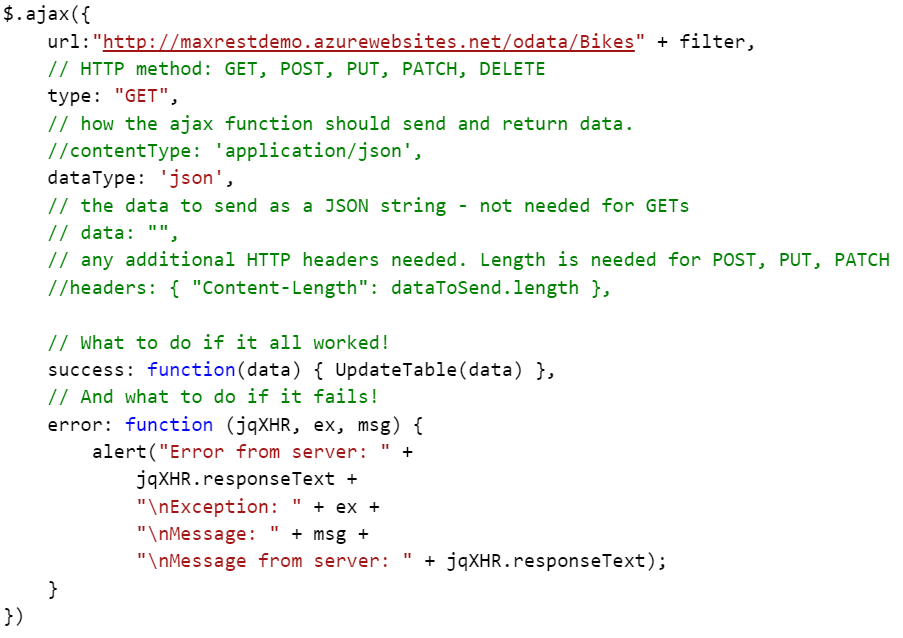 $.ajax({
    url:"http://maxrestdemo.azurewebsites.net/odata/Bikes" + filter,
    // HTTP method: GET, POST, PUT, PATCH, DELETE
    type: "GET",
    // how the ajax function should send and return data.
    //contentType: 'application/json',
    dataType: 'json',
    // the data to send as a JSON string - not needed for GETs
    // data: "",
    // any additional HTTP headers needed. Length is needed for POST, PUT, PATCH
    //headers: { "Content-Length": dataToSend.length },

    // What to do if it all worked!
    success: function(data) { UpdateTable(data) },
    // And what to do if it fails!
    error: function (jqXHR, ex, msg) {
        alert("Error from server: " +
            jqXHR.responseText +
            "\nException: " + ex +
            "\nMessage: " + msg +
            "\nMessage from server: " + jqXHR.responseText);
    }
})